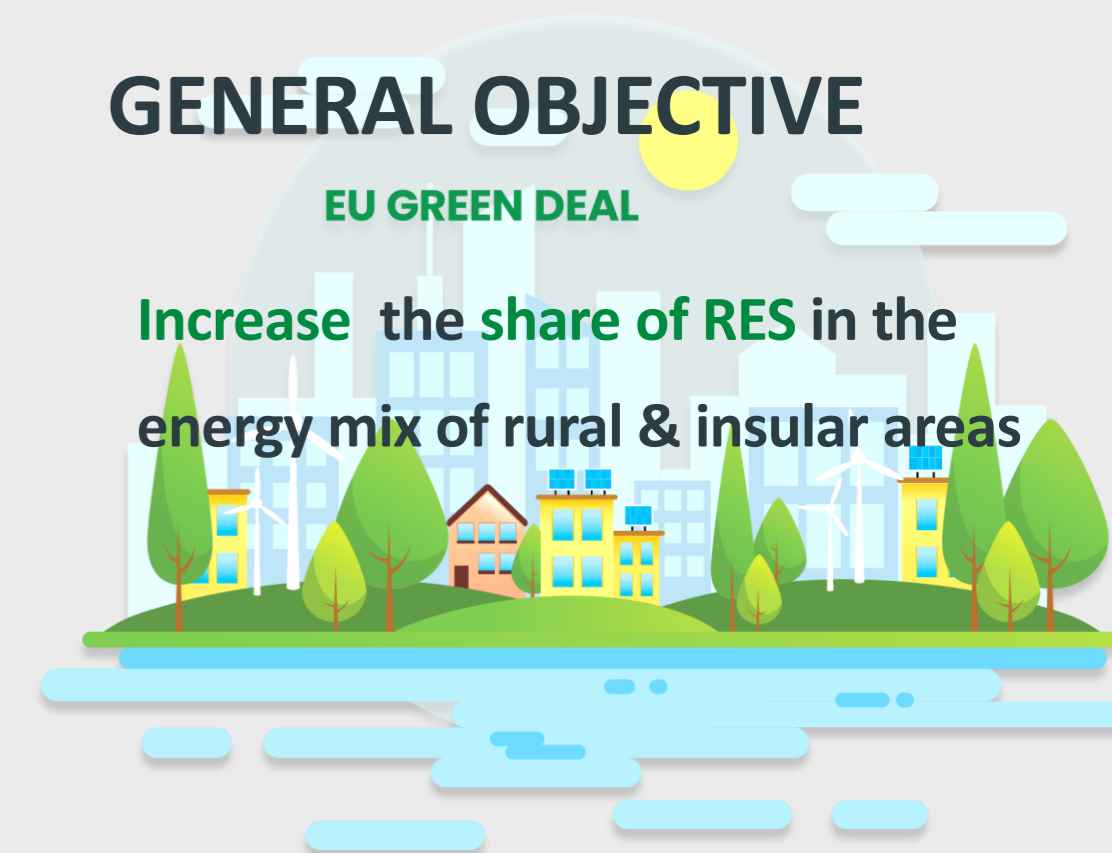 GENERAL OBJECTIVE
EU GREEN DEAL
Increase the share of RES in the
energy mix of rural & insular areas